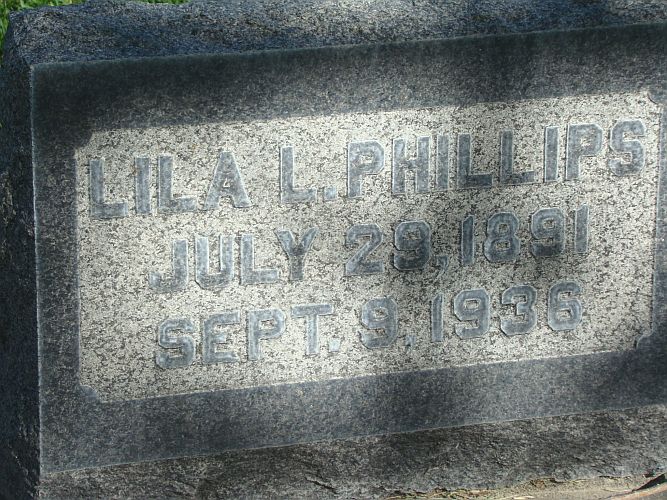 LILA L. PHILLIPS
JULY 29, 1891
SEPT. 9, 1936